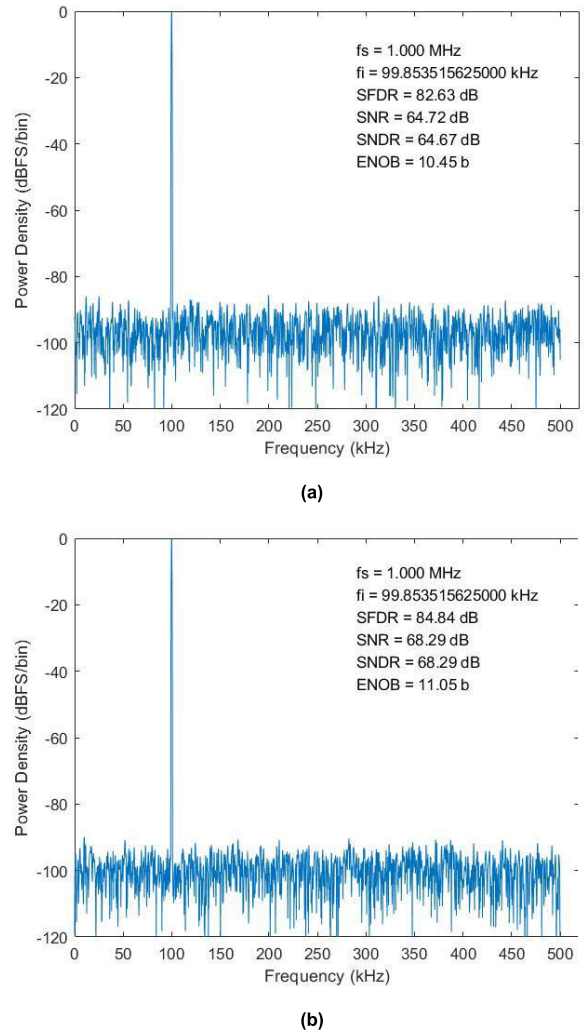 0
-20
-40
-60
-80
-100
-120
Power Density (dBFS/bin)
fs = 1.000 MHz
fi = 99.853515625000 kHz
SFDR = 82.63 dB
SNR = 64.72 dB
SNDR = 64.67 dB
ENOB = 10.45 b
0 50 100 150 200 250 300 350 400 450 500
Frequency (kHz)
(a)
0
-20
-40
-60
-80
-100
-120
Power Density (dBFS/bin)
fs = 1.000 MHz
fi = 99.853515625000 kHz
SFDR = 84.84 dB
SNR = 68.29 dB
SNDR = 68.29 dB
ENOB = 11.05 b
0 50 100 150 200 250 300 350 400 450 500
Frequency (kHz)
(b)